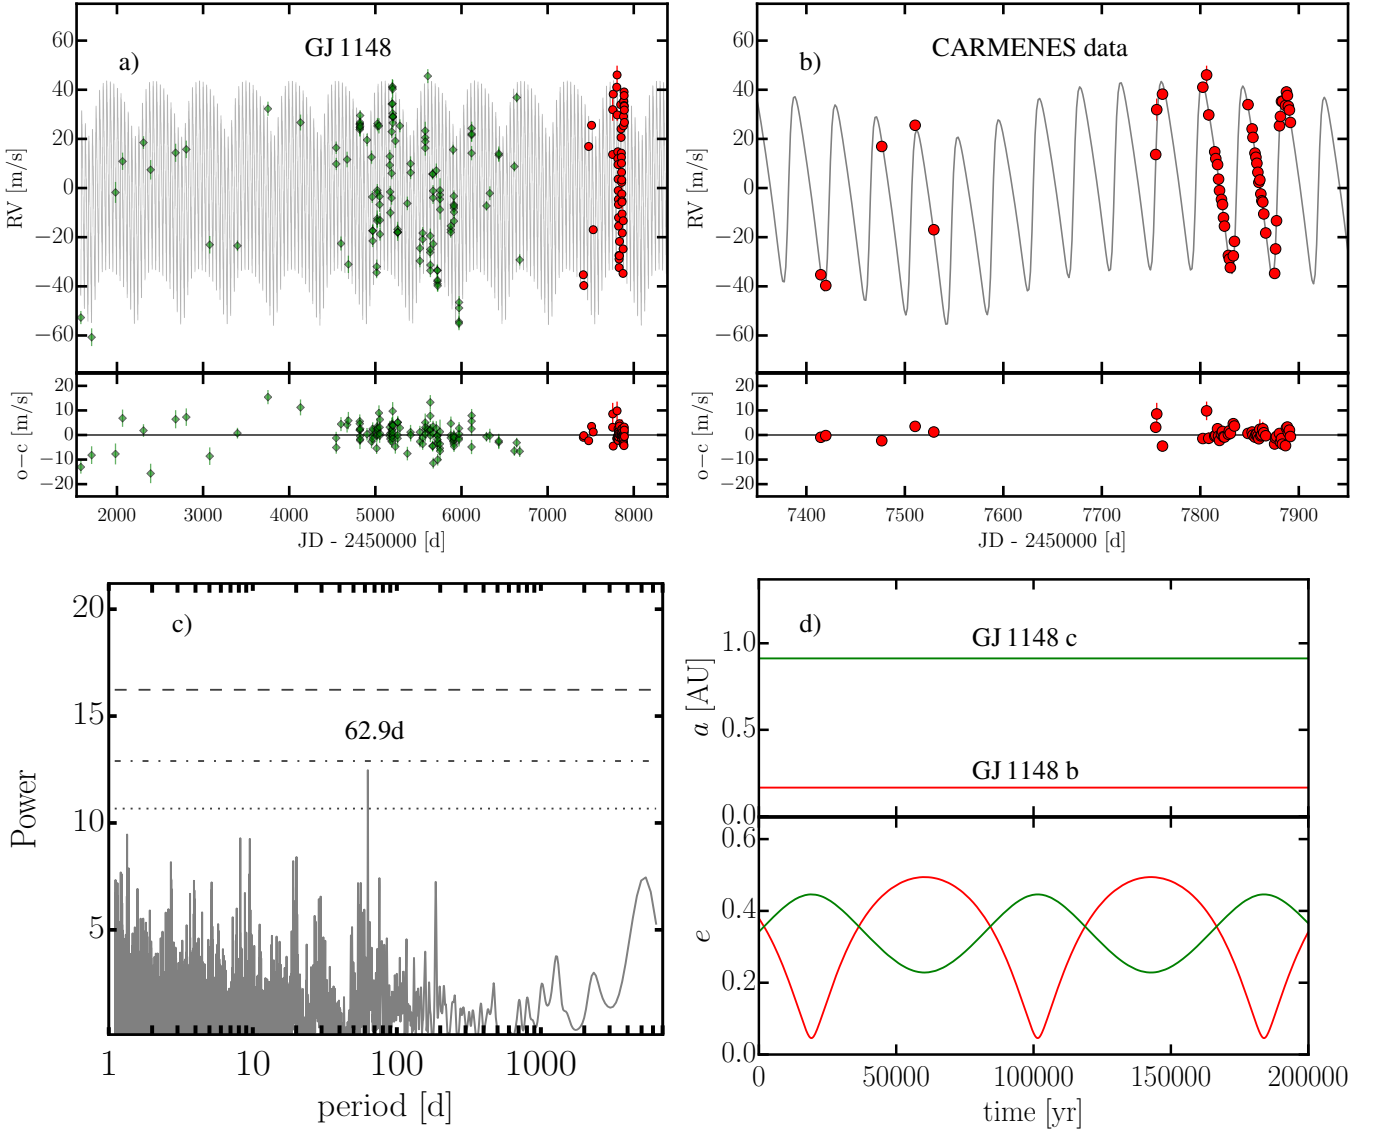 a)
GJ 1148
60
40
20
0
−20
−40
−60
RV [m/s]
20
10
0
−10
−20
o−c [m/s]
2000 3000 4000 5000 6000 7000 8000
JD - 2450000 [d]
b)
CARMENES data
60
40
20
0
−20
−40
−60
RV [m/s]
20
10
0
−10
−20
o−c [m/s]
7400 7500 7600 7700 7800 7900
JD - 2450000 [d]
c)
62.9d
20
15
10
5
Power
1 10 100 1000
period [d]
d)
GJ 1148 c
GJ 1148 b
1.0
0.5
0.0
a [AU]
0.6
0.4
0.2
0.0
e
0 50000 100000 150000 200000
time [yr]